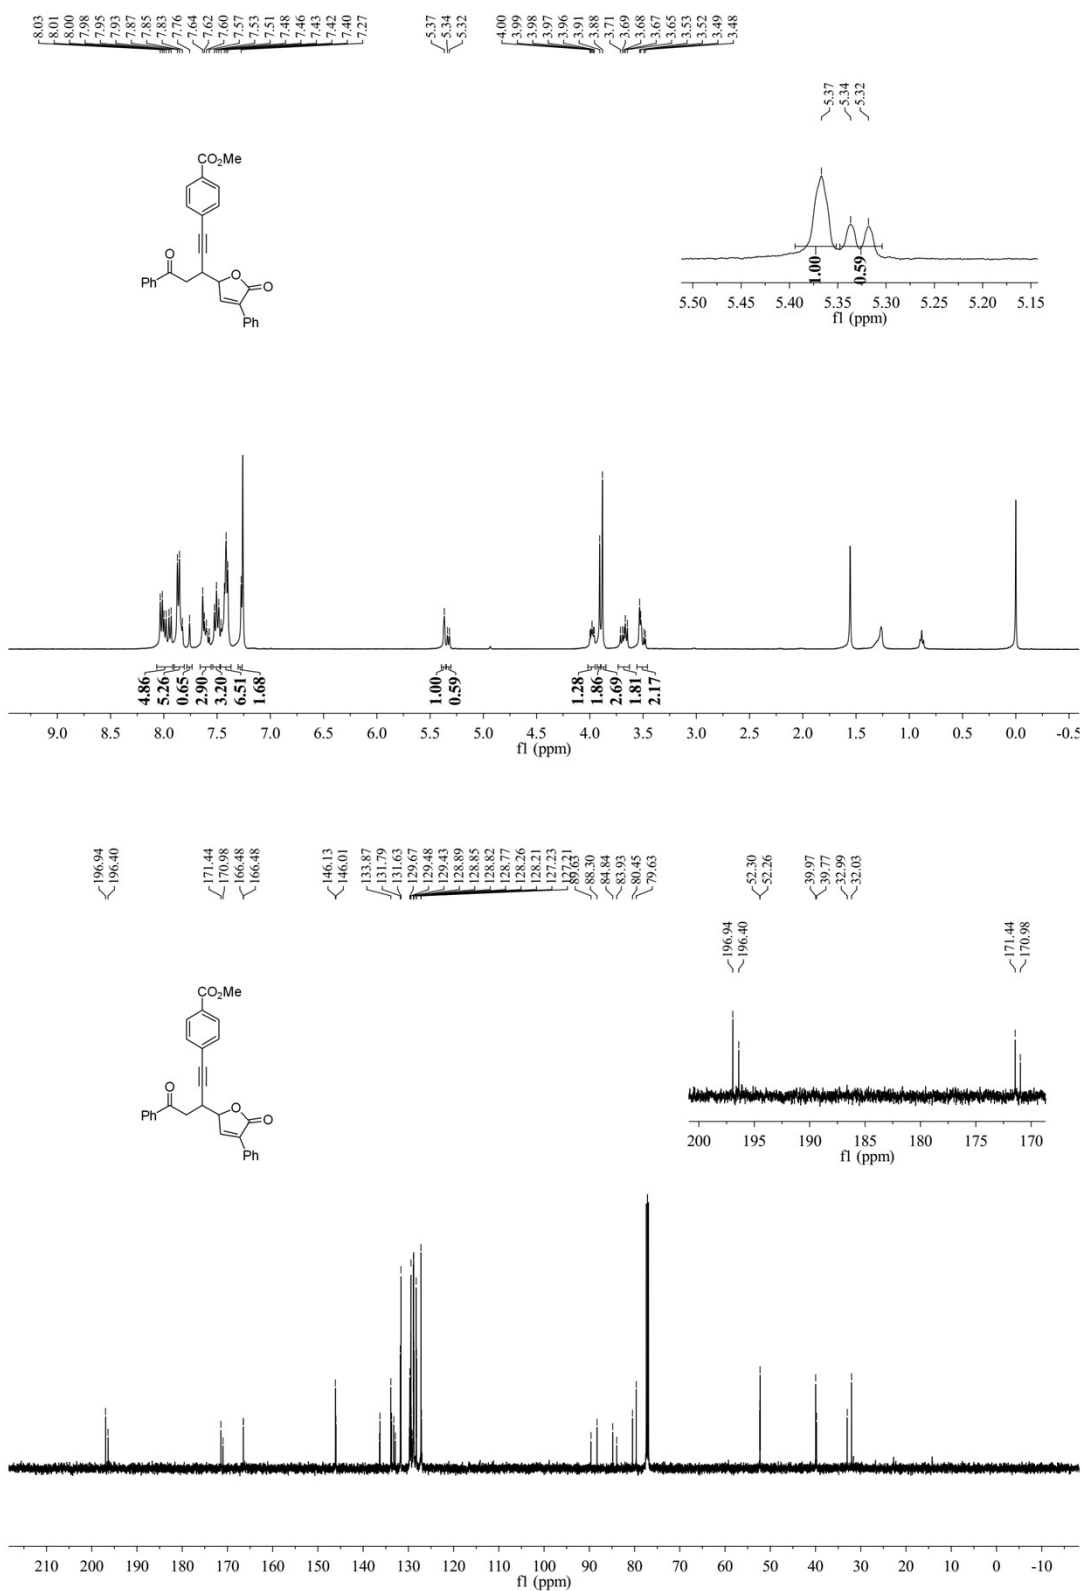 8.03 8.01 8.00 7.98 7.95 7.93 7.87 7.85 7.83 7.76 7.64 7.62 7.60 7.57 7.53 7.51 7.48 7.46 7.43 7.42 7.40 7.27
5.37 5.34 5.32
4.00 3.99 3.98 3.97 3.96 3.91 3.88 3.71 3.69 3.68 3.67 3.65 3.53 3.52 3.49 3.48
5.37 5.34 5.32
CO2Me
O
Ph
O
O
Ph
1.00 0.59
5.50 5.45 5.40 5.35 5.30 5.25 5.20 5.15
f1 (ppm)
4.86 5.26 0.65 2.90 3.20 6.51 1.68 1.00 0.59 1.28 1.86 2.69 1.81 2.17
9.0 8.5 8.0 7.5 7.0 6.5 6.0 5.5 5.0 4.5 4.0 3.5 3.0 2.5 2.0 1.5 1.0 0.5 0.0 -0.5
f1 (ppm)
196.94 196.40
171.44 170.98 166.48 166.48
146.13 146.01 133.87 131.79 131.63 129.67 129.48 129.43 128.89 128.85 128.82 128.77 128.26 128.21 127.23 127.21 89.63 88.30 84.84 83.93 80.45 79.63
52.30 52.26
39.97 39.77 32.99 32.03
196.94 196.40
171.44 170.98
CO2Me
O
Ph
O
O
Ph
200 195 190 185 180 175 170
f1 (ppm)
210 200 190 180 170 160 150 140 130 120 110 100 90 80 70 60 50 40 30 20 10 0 -10
f1 (ppm)